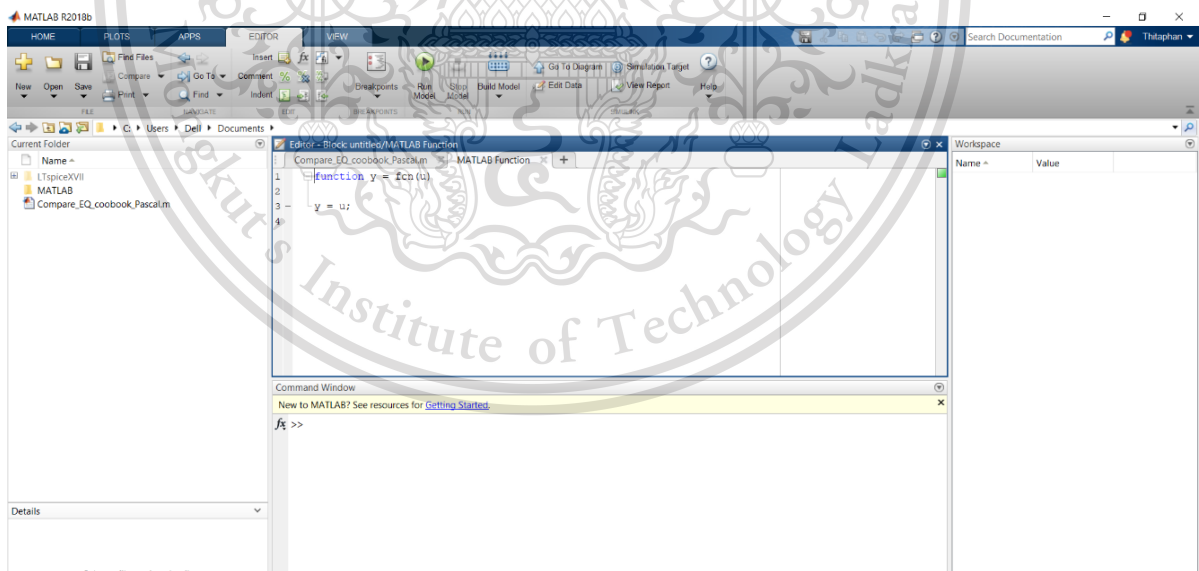 MATLAB R2018b
HOME PLOTS APPS EDITOR VIEW
Search Documentation Thitaphan
New Open Save Find Files Compare Print
Go To Find
Insert fx
Comment %
Indent
Breakpoints
Run Model Stop Model Build Model
Go To Diagram Simulation Target
Edit Data View Report
Help
FILE NAVIGATE EDIT BREAKPOINTS RUN
C: Users Dell Documents
Current Folder
Name
LTspiceXVII
MATLAB
Compare_EQ_coobook_Pascal.m
Editor - Block: untitled/MATLAB Function
Compare_EQ_coobook_Pascal.m MATLAB Function +
1 function y = fcn(u)
2
3 - y = u;
4
Workspace
Name Value
Command Window
New to MATLAB? See resources for Getting Started.
fx >>
Details
Institute of Technology